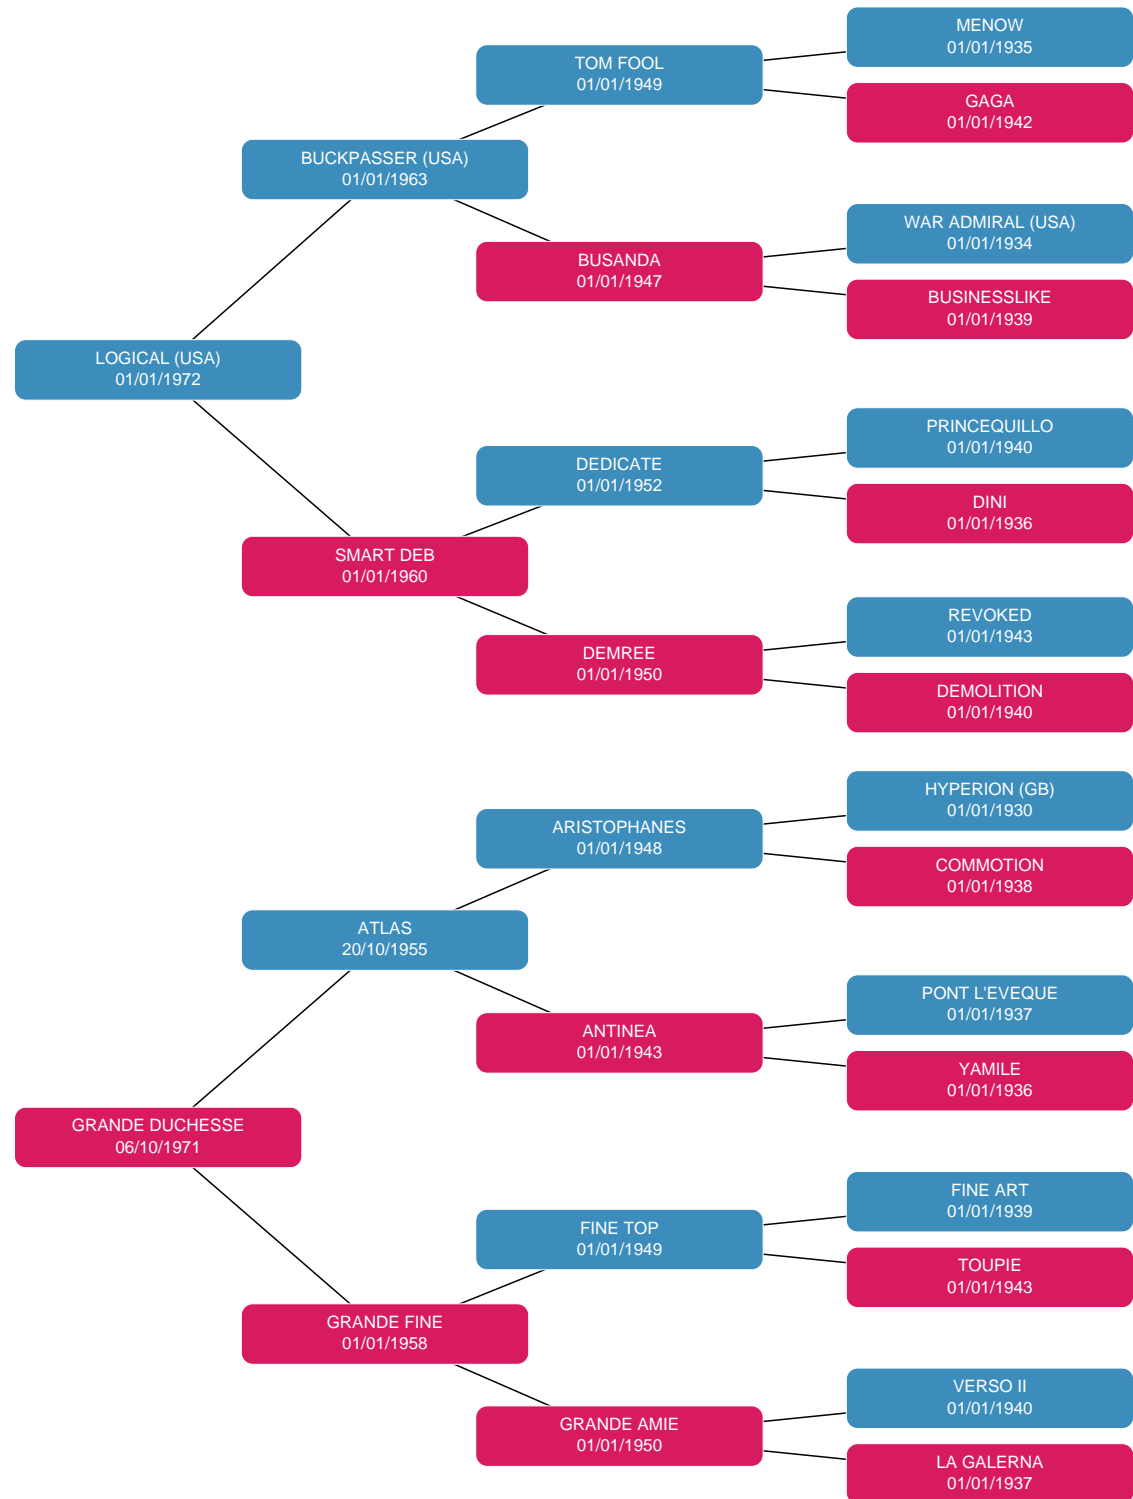 MENOW
01/01/1935
TOM FOOL
01/01/1949
GAGA
01/01/1942
BUCKPASSER (USA)
01/01/1963
WAR ADMIRAL (USA)
01/01/1934
BUSANDA
01/01/1947
BUSINESSLIKE
01/01/1939
LOGICAL (USA)
01/01/1972
PRINCEQUILLO
01/01/1940
DEDICATE
01/01/1952
DINI
01/01/1936
SMART DEB
01/01/1960
REVOKED
01/01/1943
DEMREE
01/01/1950
DEMOLITION
01/01/1940
HYPERION (GB)
01/01/1930
ARISTOPHANES
01/01/1948
COMMOTION
01/01/1938
ATLAS
20/10/1955
PONT L'EVEQUE
01/01/1937
ANTINEA
01/01/1943
YAMILE
01/01/1936
GRANDE DUCHESSE
06/10/1971
FINE ART
01/01/1939
FINE TOP
01/01/1949
TOUPIE
01/01/1943
GRANDE FINE
01/01/1958
VERSO II
01/01/1940
GRANDE AMIE
01/01/1950
LA GALERNA
01/01/1937